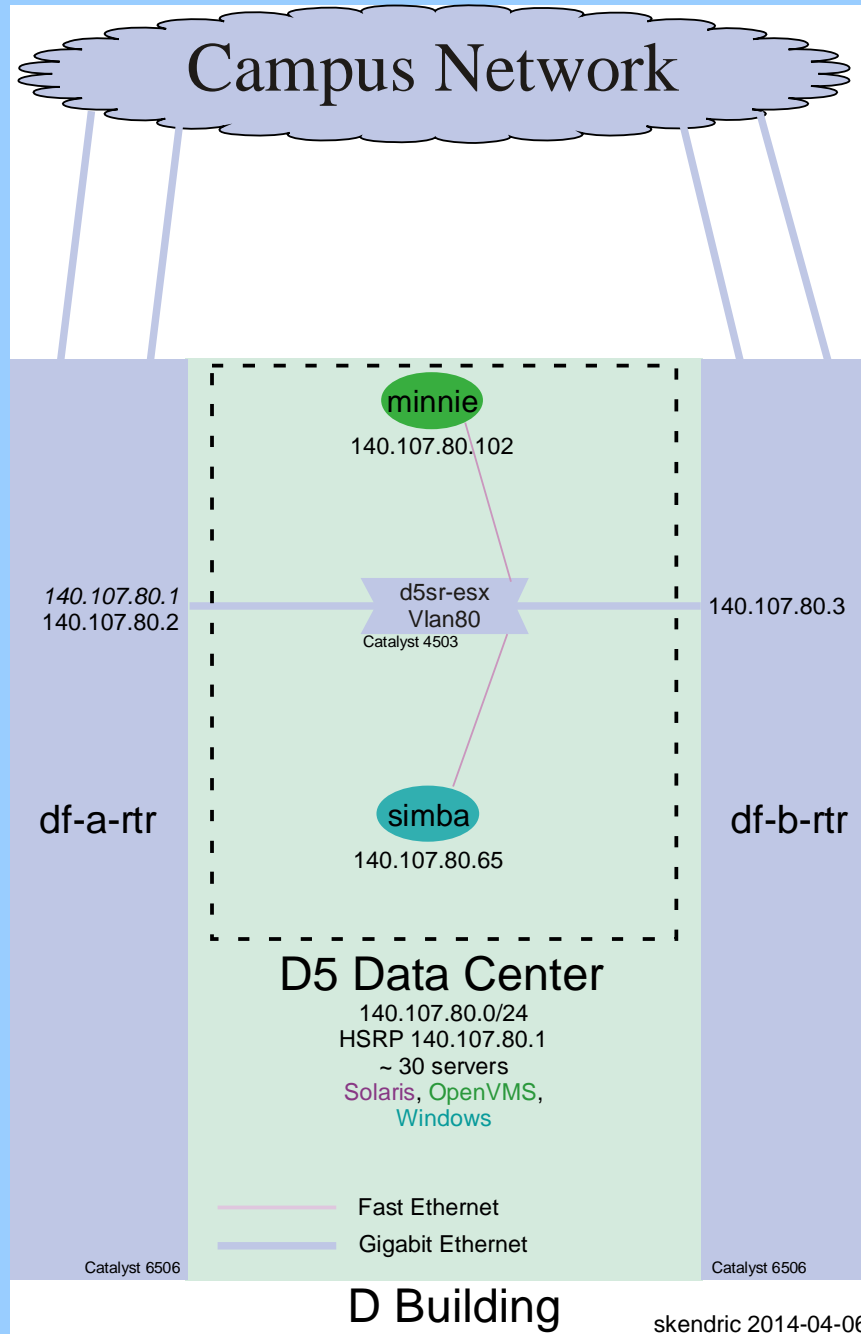 Campus Network
minnie
140.107.80.102
140.107.80.1
140.107.80.2
d5sr-esx
Vlan80
Catalyst 4503
140.107.80.3
df-a-rtr
simba
140.107.80.65
df-b-rtr
D5 Data Center
140.107.80.0/24
HSRP 140.107.80.1
~ 30 servers
Solaris, OpenVMS,
Windows
Fast Ethernet
Gigabit Ethernet
Catalyst 6506
Catalyst 6506
D Building
skendric 2014-04-06